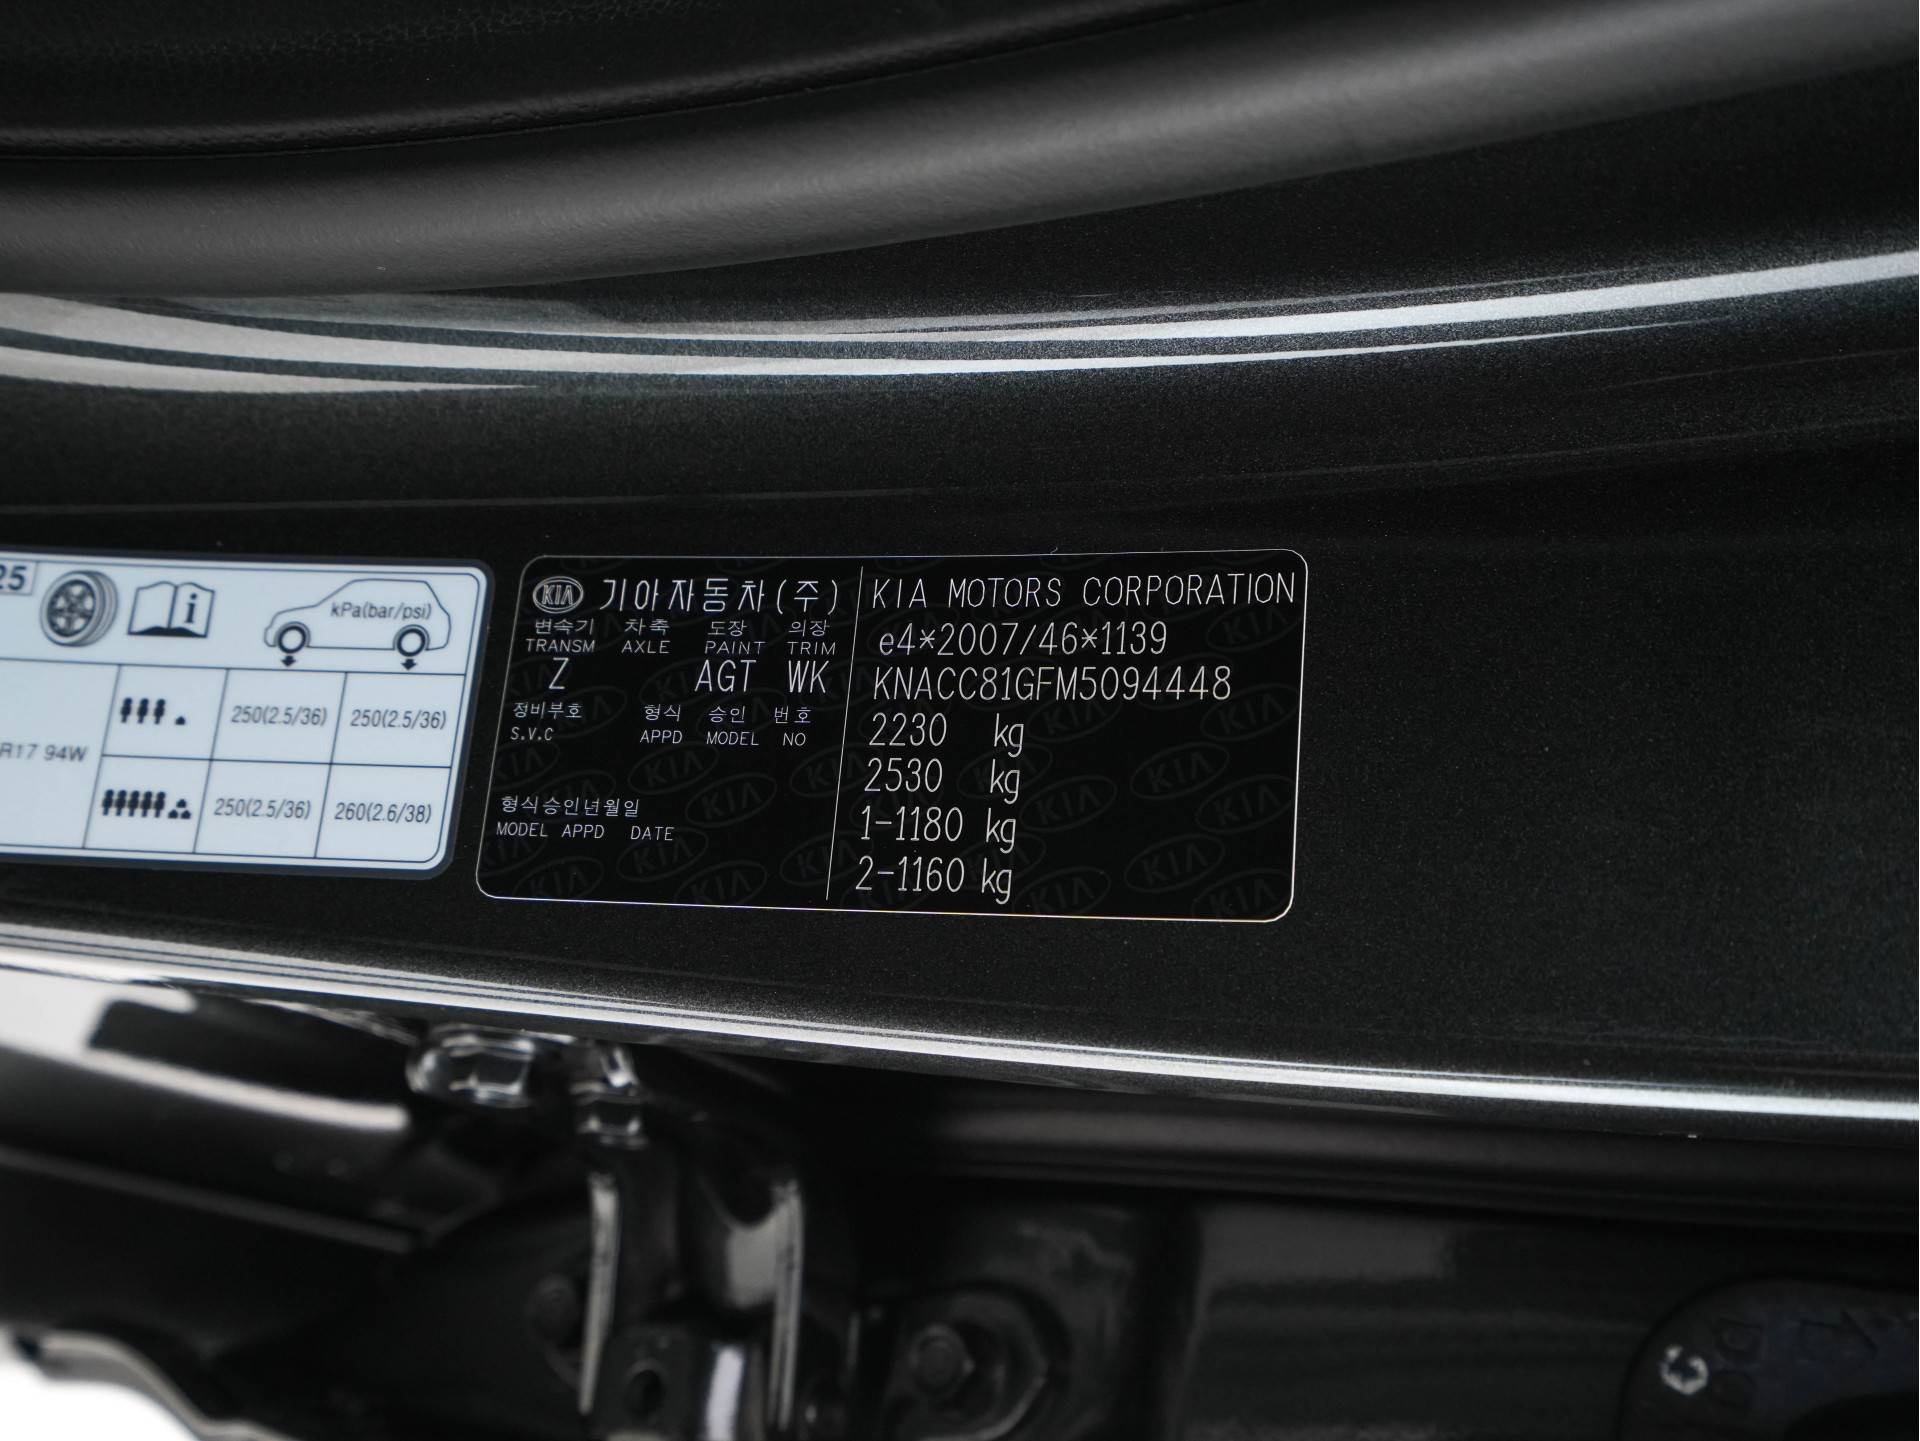 25
i
kPa(bar/psi)
R17 94W
250(2.5/36) 250(2.5/36)
250(2.5/36) 260(2.6/38)
KIA 기아자동차(주)
변속기 차축 도장 의장
TRANSM AXLE PAINT TRIM
Z AGT WK
정비부호 형식 승인 번호
S.V.C APPD MODEL NO
형식승인년월일
MODEL APPD DATE
KIA MOTORS CORPORATION
e4*2007/46*1139
KNACC81GFM5094448
2230 kg
2530 kg
1-1180 kg
2-1160 kg